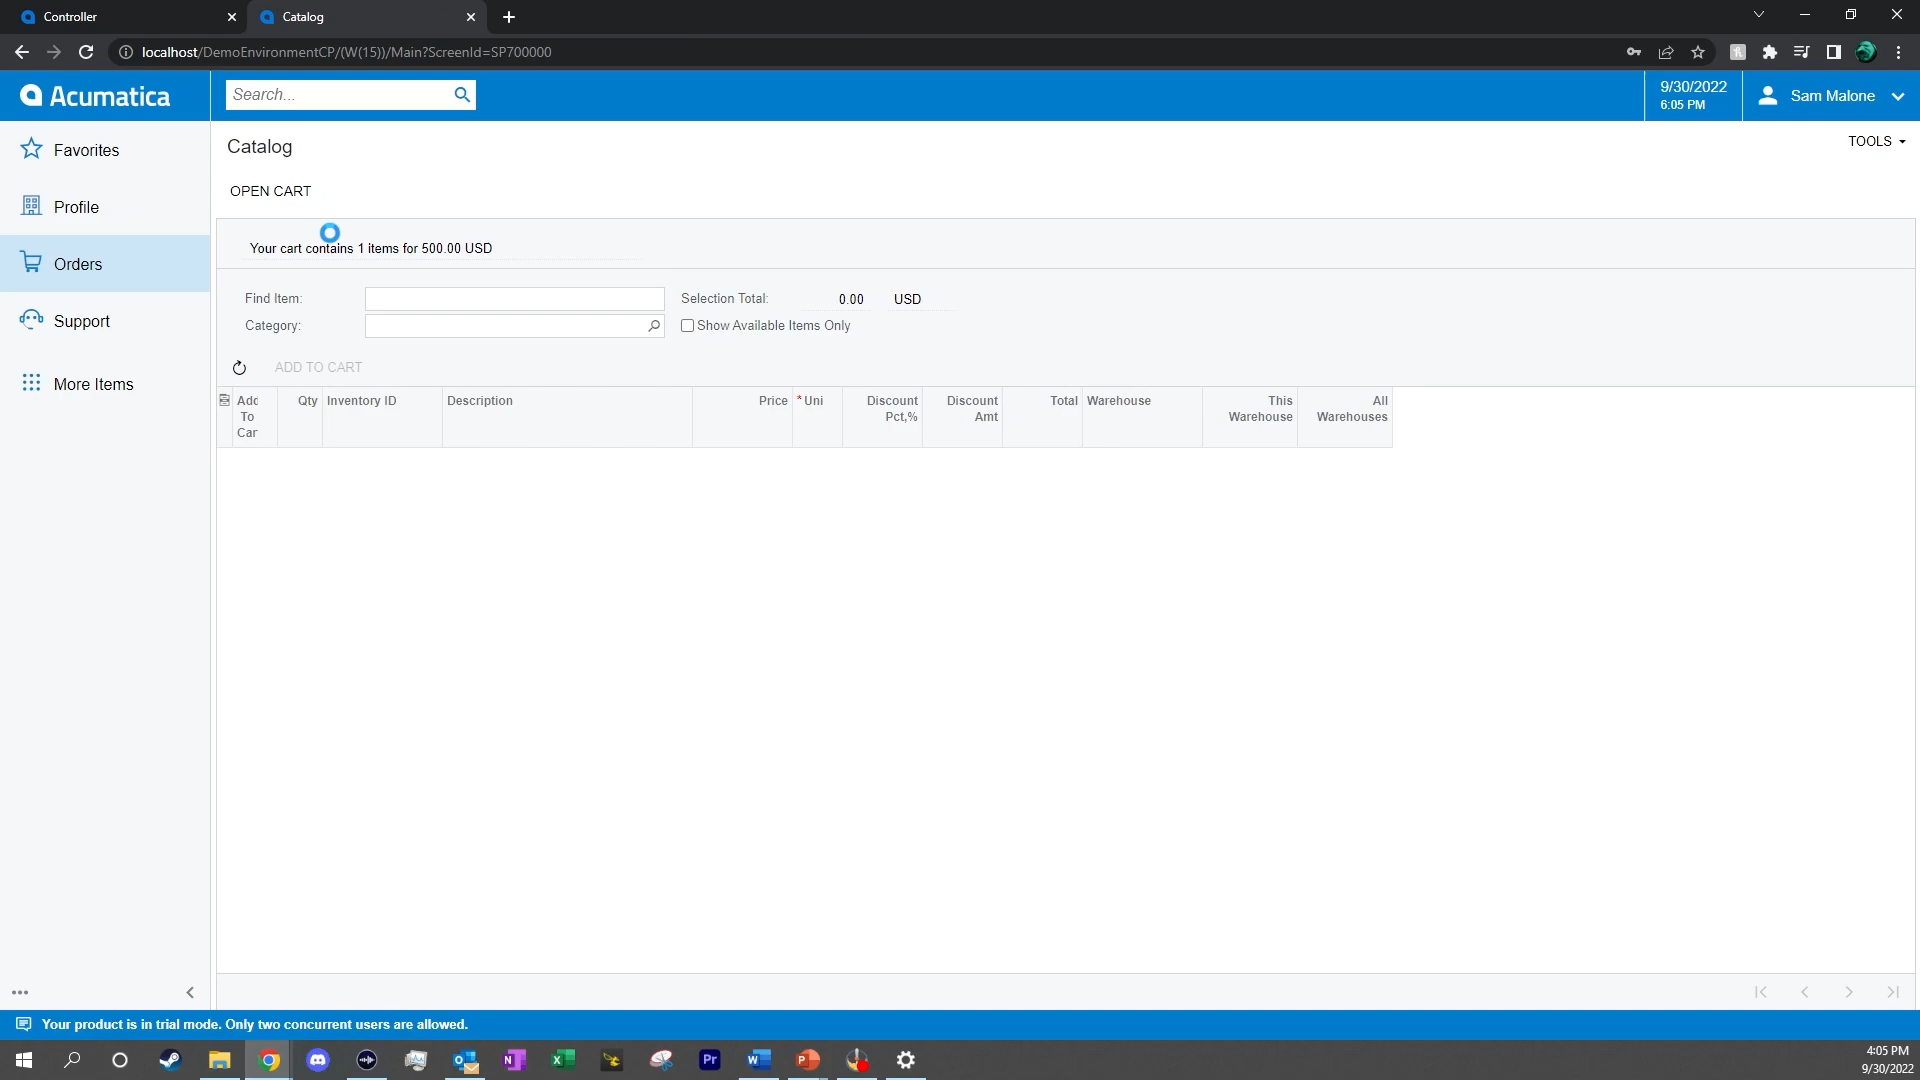 Controller
Catalog
localhost/DemoEnvironmentCP/(W(15))/Main?ScreenId=SP700000
Acumatica
Search...
9/30/2022
6:05 PM
Sam Malone
Favorites
Profile
Orders
Support
More Items
Catalog
TOOLS
OPEN CART
Your cart contains 1 items for 500.00 USD
Find Item:
Selection Total: 0.00 USD
Category:
Show Available Items Only
ADD TO CART
Add To Car
Qty
Inventory ID
Description
Price
* Uni
Discount Pct,%
Discount Amt
Total
Warehouse
This Warehouse
All Warehouses
Your product is in trial mode. Only two concurrent users are allowed.
4:05 PM
9/30/2022